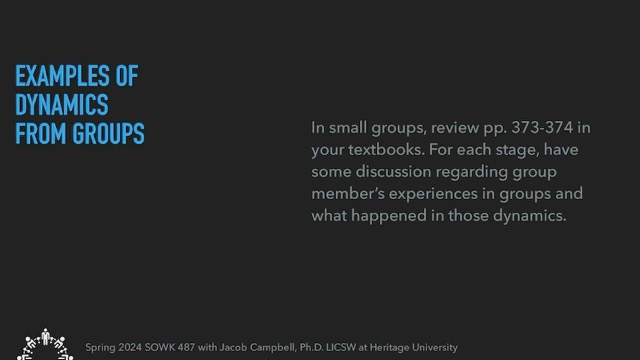 EXAMPLES OF
DYNAMICS
FROM GROUPS
In small groups, review pp. 373-374 in
your textbooks. For each stage, have
some discussion regarding group
member's experiences in groups and
what happened in those dynamics.
Spring 2024 SOWK 487 with Jacob Campbell, Ph.D. LICSW at Heritage University